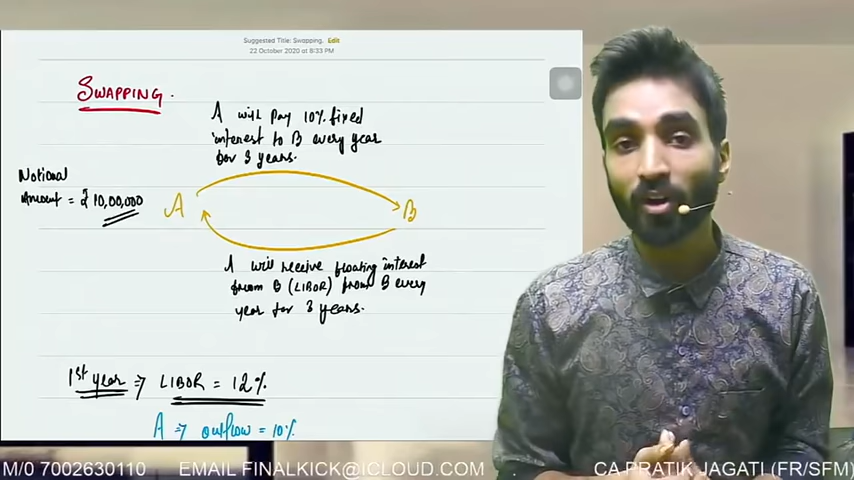 Suggested Title: Swapping. Edit
22 October 2020 at 8:33 PM
SWAPPING.
A will pay 10% fixed
interest to B every year
for 3 years.
Notional
Amount = ₹ 10,00,000
A
B
A will receive floating interest
from B (LIBOR) from B every
year for 3 years.
1st year ⇒ LIBOR = 12%
A ⇒ outflow = 10%
M/0 7002630110 EMAIL FINALKICK@ICLOUD.COM . CA PRATIK JAGATI (FR/SFM)